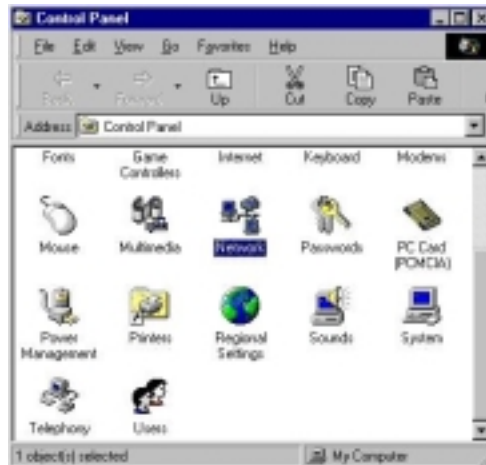 Control Panel
File Edit View Go Favorites Help
Back Forward Up Cut Copy Paste
Address Control Panel
Fonts Game Controllers Internet Keyboard Modems
Mouse Multimedia Network Passwords PC Card (PCMCIA)
Power Management Printers Regional Settings Sounds System
Telephony Users
1 object(s) selected My Computer